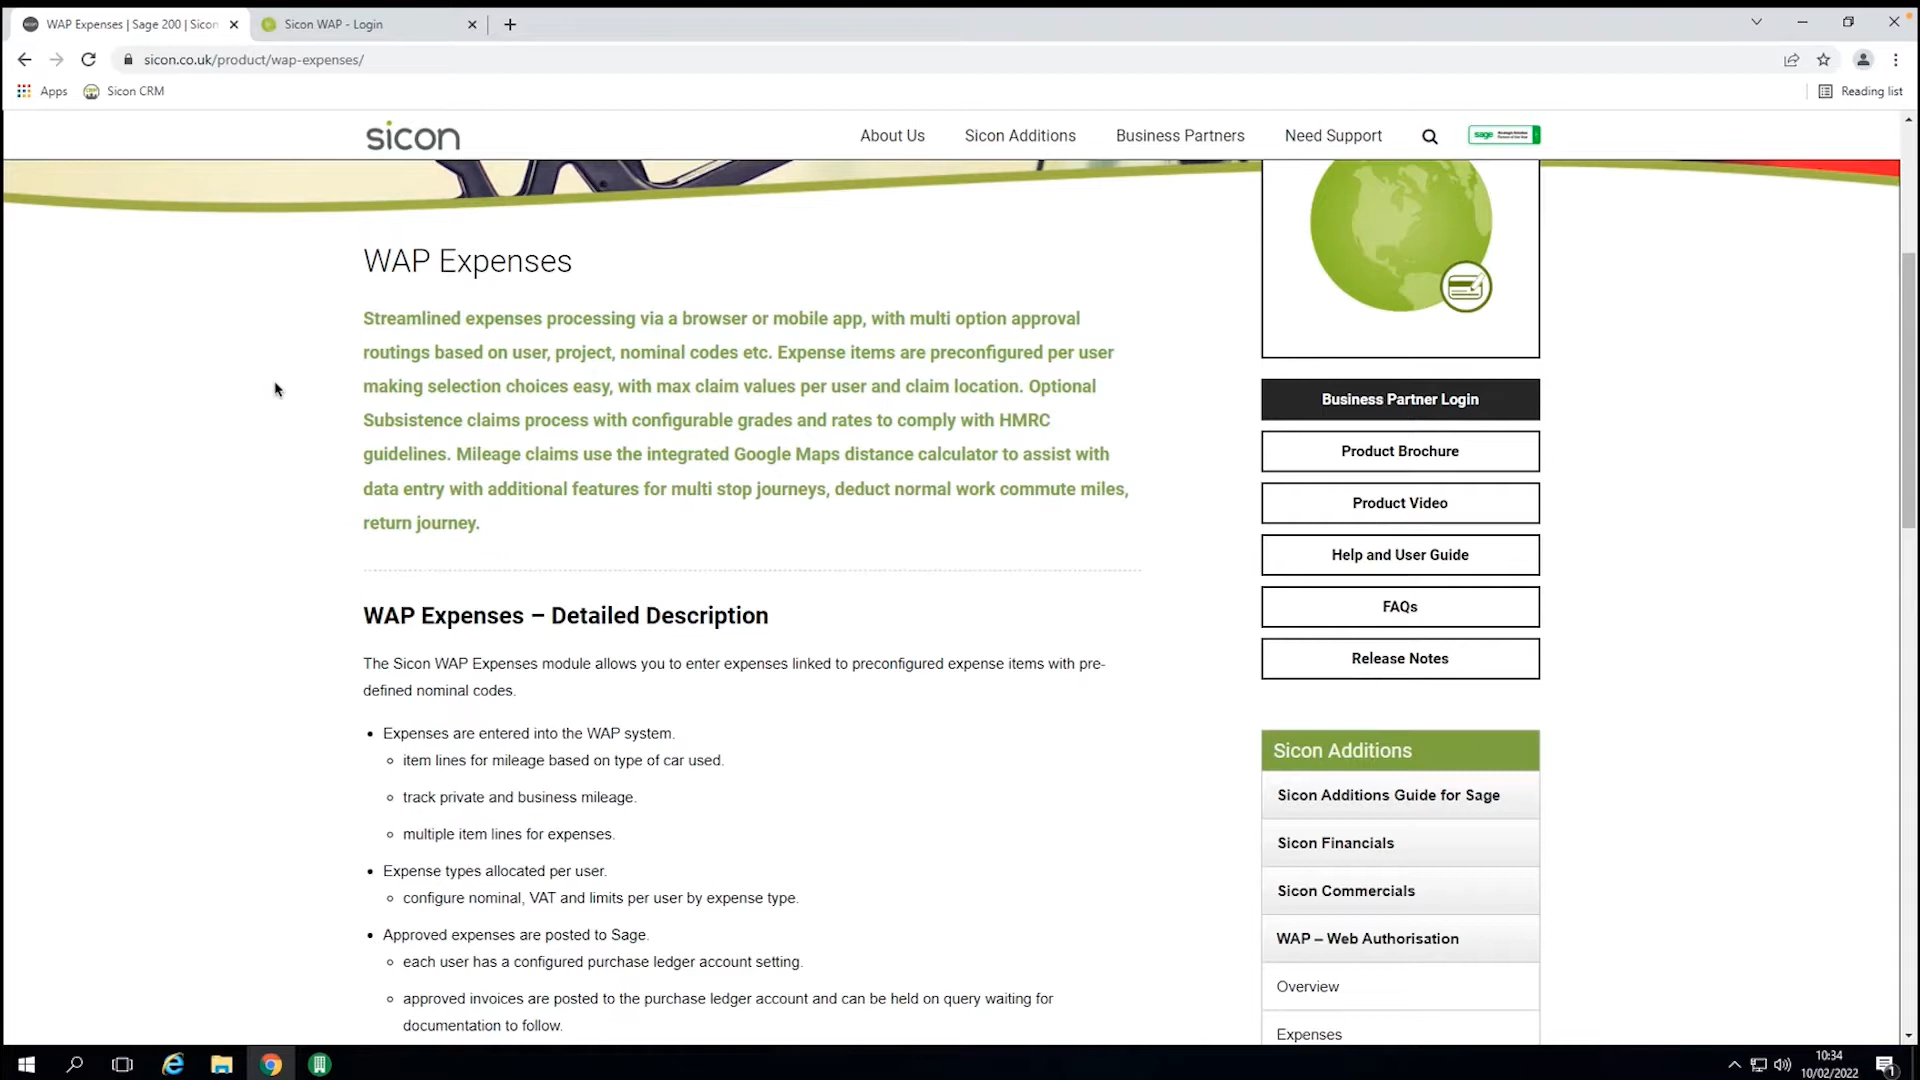 WAP Expenses | Sage 200 | Sicon
Sicon WAP - Login
sicon.co.uk/product/wap-expenses/
Apps
Sicon CRM
Reading list
sicon
About Us
Sicon Additions
Business Partners
Need Support
sage
WAP Expenses
Streamlined expenses processing via a browser or mobile app, with multi option approval
routings based on user, project, nominal codes etc. Expense items are preconfigured per user
making selection choices easy, with max claim values per user and claim location. Optional
Subsistence claims process with configurable grades and rates to comply with HMRC
guidelines. Mileage claims use the integrated Google Maps distance calculator to assist with
data entry with additional features for multi stop journeys, deduct normal work commute miles,
return journey.
WAP Expenses – Detailed Description
The Sicon WAP Expenses module allows you to enter expenses linked to preconfigured expense items with pre-
defined nominal codes.
Expenses are entered into the WAP system.
item lines for mileage based on type of car used.
track private and business mileage.
multiple item lines for expenses.
Expense types allocated per user.
configure nominal, VAT and limits per user by expense type.
Approved expenses are posted to Sage.
each user has a configured purchase ledger account setting.
approved invoices are posted to the purchase ledger account and can be held on query waiting for
documentation to follow.
Business Partner Login
Product Brochure
Product Video
Help and User Guide
FAQs
Release Notes
Sicon Additions
Sicon Additions Guide for Sage
Sicon Financials
Sicon Commercials
WAP – Web Authorisation
Overview
Expenses
10:34
10/02/2022
1